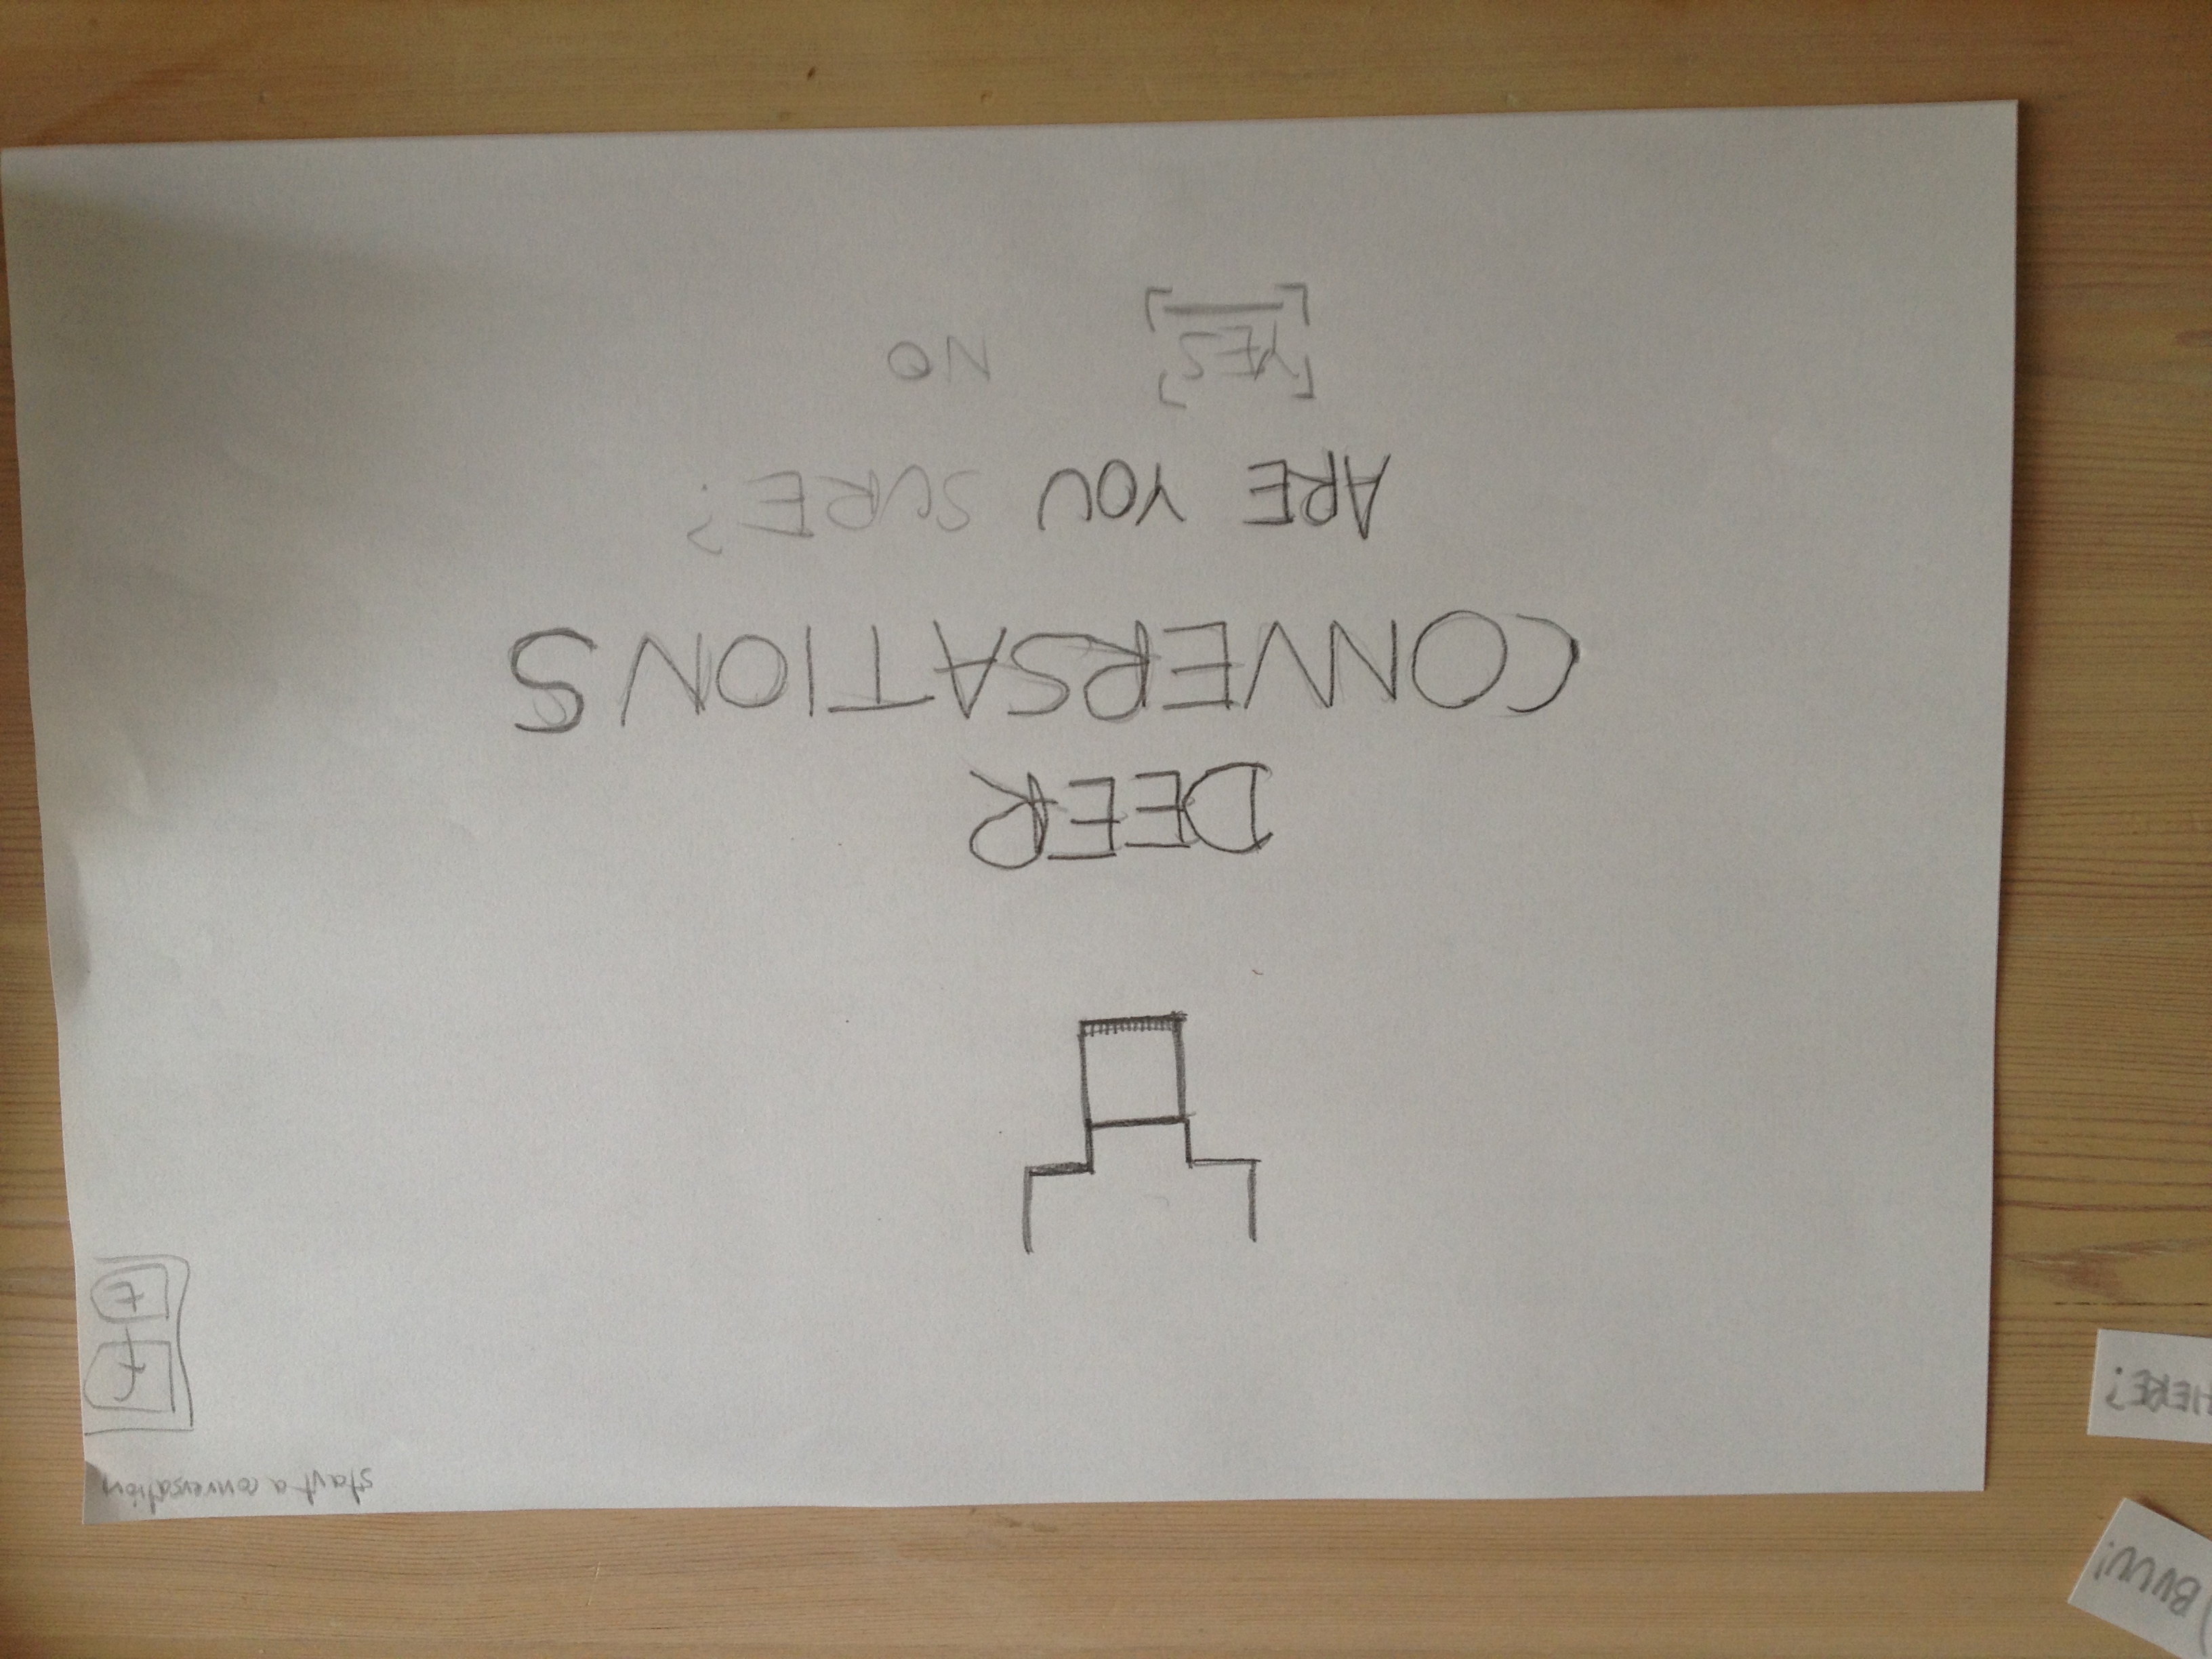 start a conversation
DEER
CONVERSATIONS
ARE YOU SURE?
[YES] NO
HERE?